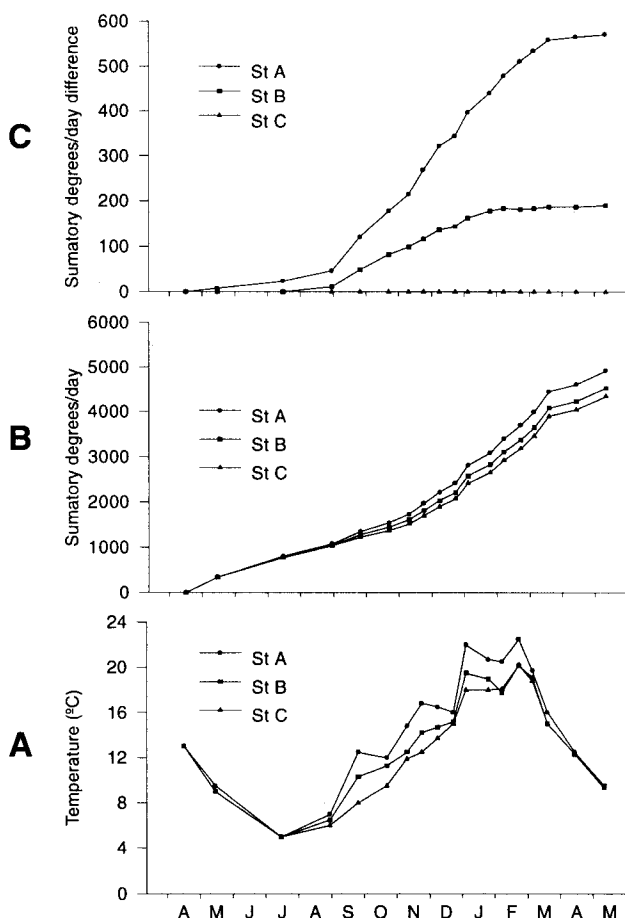 C
Sumatory degrees/day difference
600
500
400
300
200
100
0
St A
St B
St C
B
Sumatory degrees/day
6000
5000
4000
3000
2000
1000
0
St A
St B
St C
A
Temperature (ºC)
24
20
16
12
8
4
0
St A
St B
St C
A M J J A S O N D J F M A M